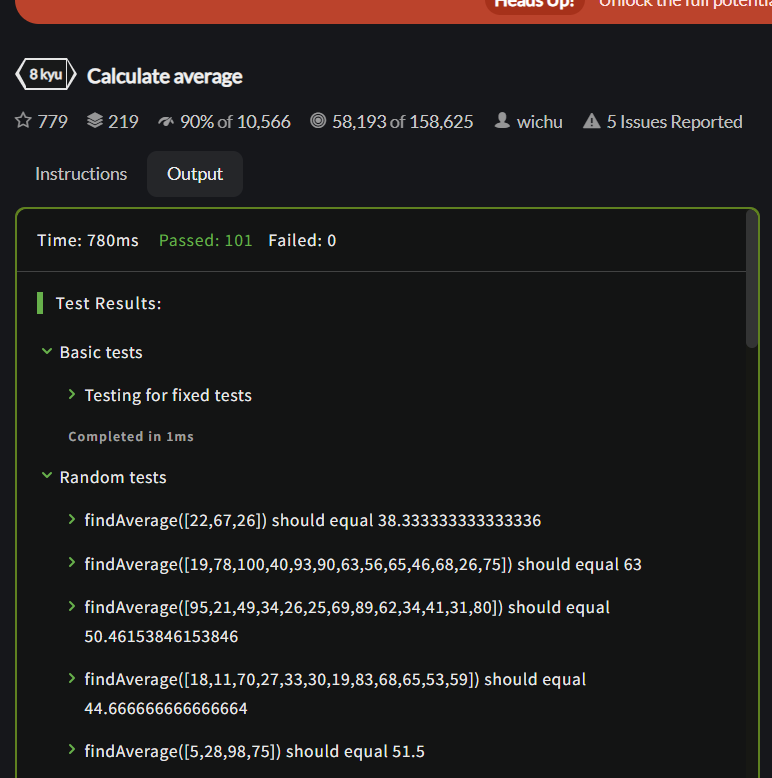 Heads Up! Unlock the full potentia
8 kyu Calculate average
779 219 90% of 10,566 58,193 of 158,625 wichu 5 Issues Reported
Instructions Output
Time: 780ms Passed: 101 Failed: 0
Test Results:
Basic tests
Testing for fixed tests
Completed in 1ms
Random tests
findAverage([22,67,26]) should equal 38.333333333333336
findAverage([19,78,100,40,93,90,63,56,65,46,68,26,75]) should equal 63
findAverage([95,21,49,34,26,25,69,89,62,34,41,31,80]) should equal
50.46153846153846
findAverage([18,11,70,27,33,30,19,83,68,65,53,59]) should equal
44.666666666666664
findAverage([5,28,98,75]) should equal 51.5